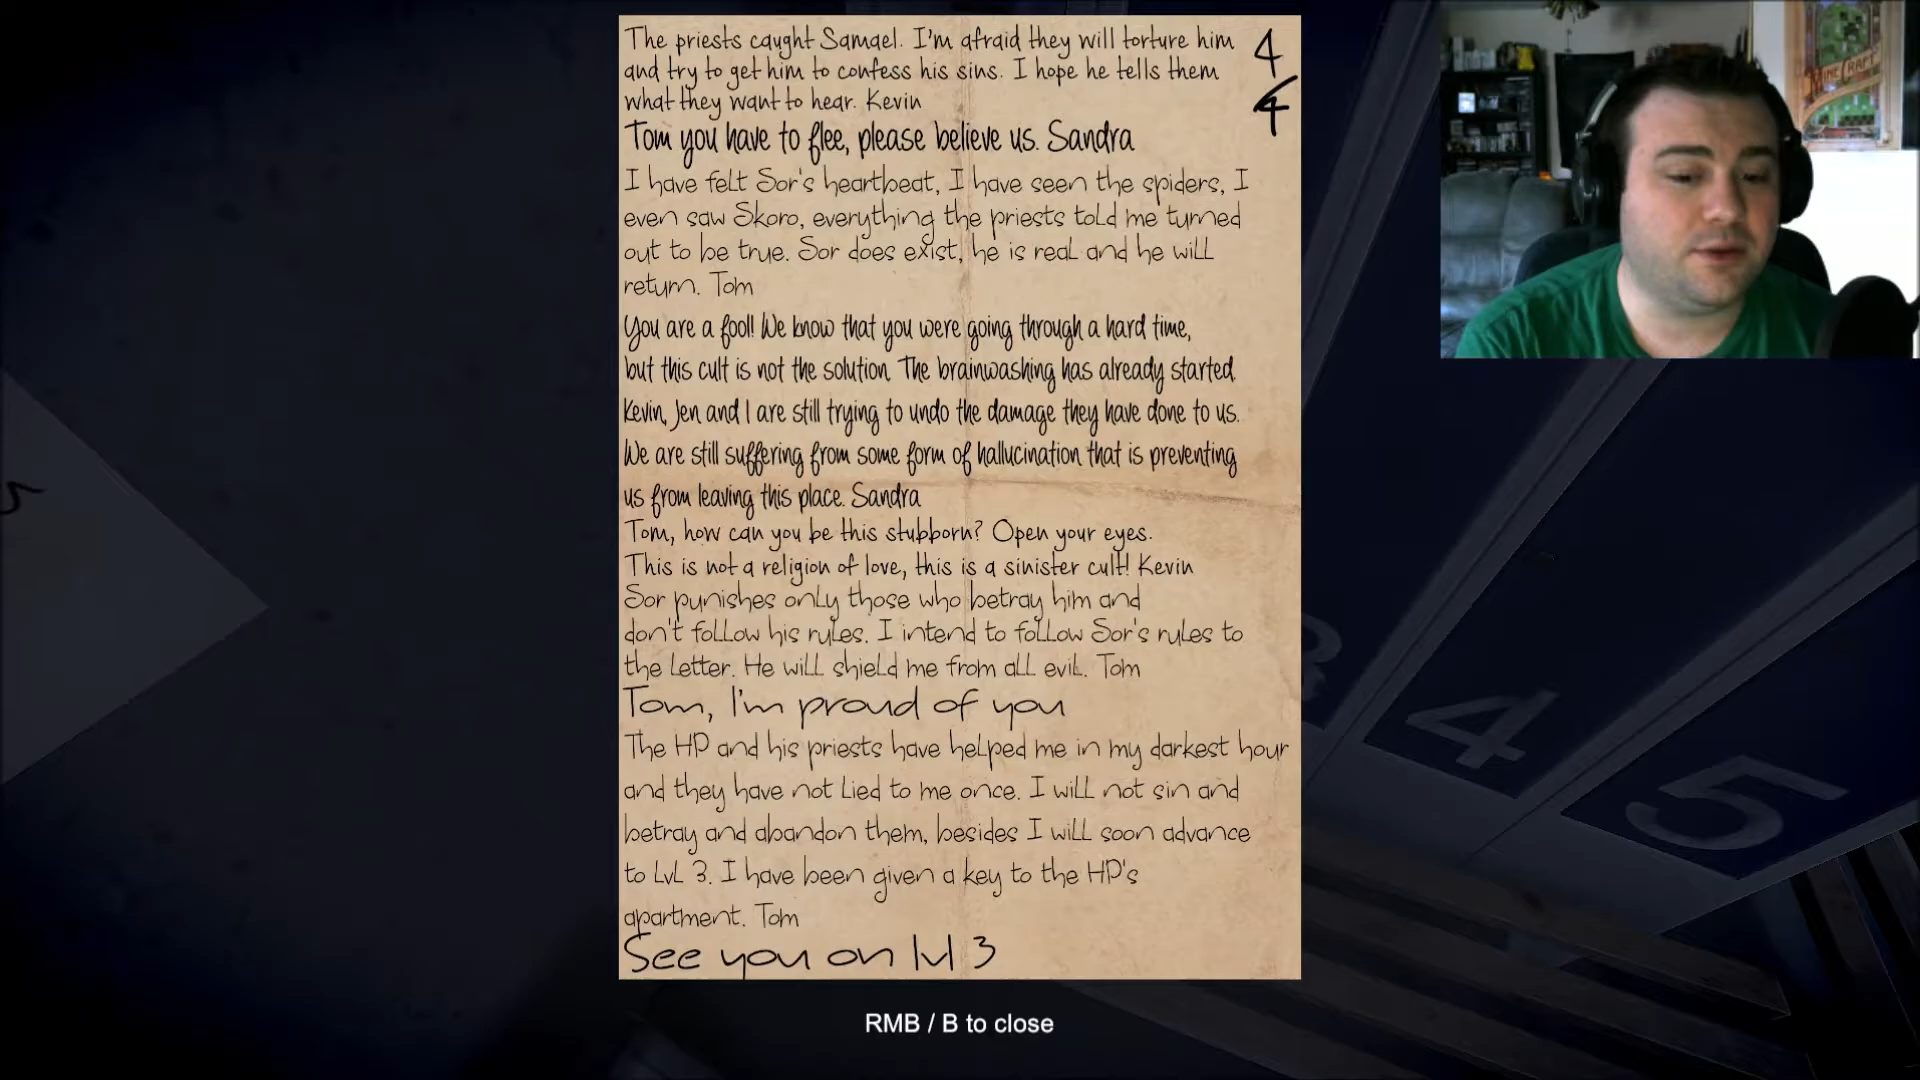 The priests caught Samael. I'm afraid they will torture him
and try to get him to confess his sins. I hope he tells them
what they want to hear. Kevin
4
4
Tom you have to flee, please believe us. Sandra
I have felt Sor's heartbeat, I have seen the spiders, I
even saw Skoro, everything the priests told me turned
out to be true. Sor does exist, he is real and he will
return. Tom
You are a fool! We know that you were going through a hard time,
but this cult is not the solution. The brainwashing has already started.
Kevin, Jen and I are still trying to undo the damage they have done to us.
We are still suffering from some form of hallucination that is preventing
us from leaving this place. Sandra
Tom, how can you be this stubborn? Open your eyes.
This is not a religion of love, this is a sinister cult! Kevin
Sor punishes only those who betray him and
don't follow his rules. I intend to follow Sor's rules to
the letter. He will shield me from all evil. Tom
Tom, I'm proud of you
The HP and his priests have helped me in my darkest hour
and they have not lied to me once. I will not sin and
betray and abandon them, besides I will soon advance
to lvl 3. I have been given a key to the HP's
apartment. Tom
See you on lvl 3
RMB / B to close
5
3
4
5
MINECRAFT